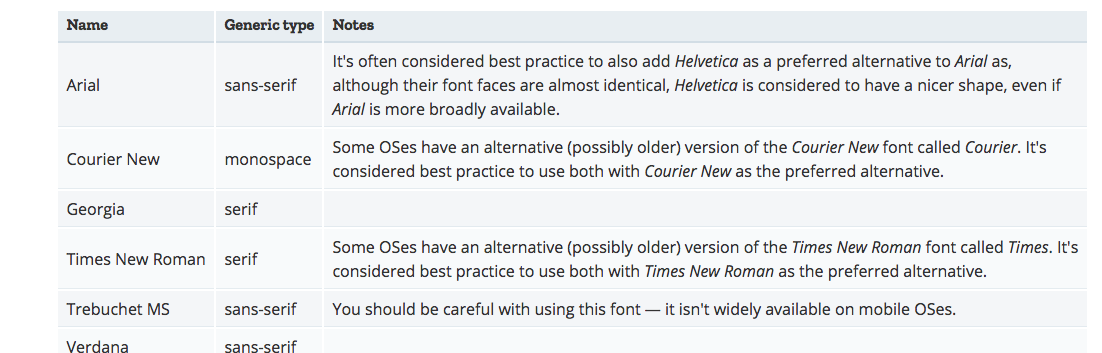 Name Generic type Notes
It's often considered best practice to also add Helvetica as a preferred alternative to Arial as,
Arial sans-serif although their font faces are almost identical, Helvetica is considered to have a nicer shape, even if
Arial is more broadly available.
Some OSes have an alternative (possibly older) version of the Courier New font called Courier. It's
Courier New monospace
considered best practice to use both with Courier New as the preferred alternative.
Georgia serif
Some OSes have an alternative (possibly older) version of the Times New Roman font called Times. It's
Times New Roman serif
considered best practice to use both with Times New Roman as the preferred alternative.
Trebuchet MS sans-serif You should be careful with using this font — it isn't widely available on mobile OSes.
Verdana sans-serif